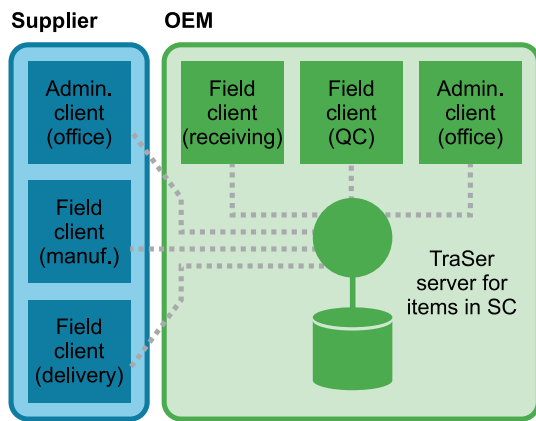 Supplier
OEM
Admin.
client
(office)
Field
client
(manuf.)
Field
client
(delivery)
Field
client
(receiving)
Field
client
(QC)
Admin.
client
(office)
TraSer
server for
items in SC